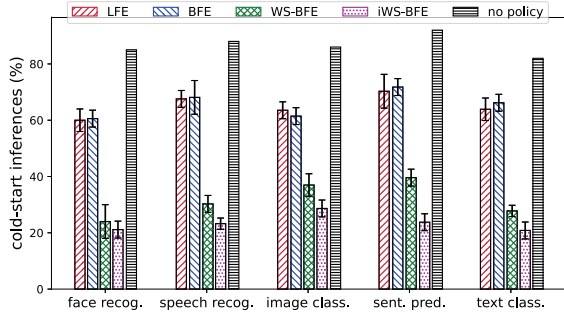 LFE BFE WS-BFE iWS-BFE no policy
cold-start inferences (%)
80
60
40
20
0
face recog. speech recog. image class. sent. pred. text class.